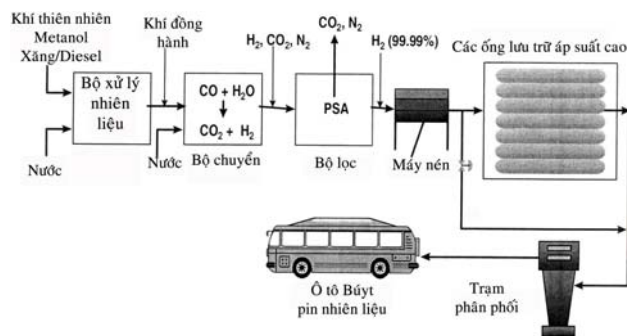 Khí thiên nhiên
Metanol
Xăng/Diesel
Khí đồng
hành
CO₂, N₂
H₂, CO₂, N₂
H₂ (99.99%)
Các ống lưu trữ áp suất cao
Bộ xử lý
nhiên
liệu
CO + H₂O
CO₂ + H₂
PSA
Nước
Nước
Bộ chuyển
Bộ lọc
Máy nén
Ô tô Búyt
pin nhiên liệu
Trạm
phân phối